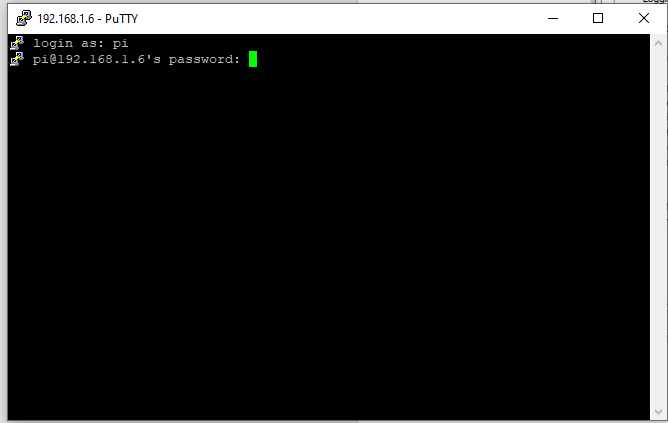 192.168.1.6 - PuTTY
login as: pi
pi@192.168.1.6's password: